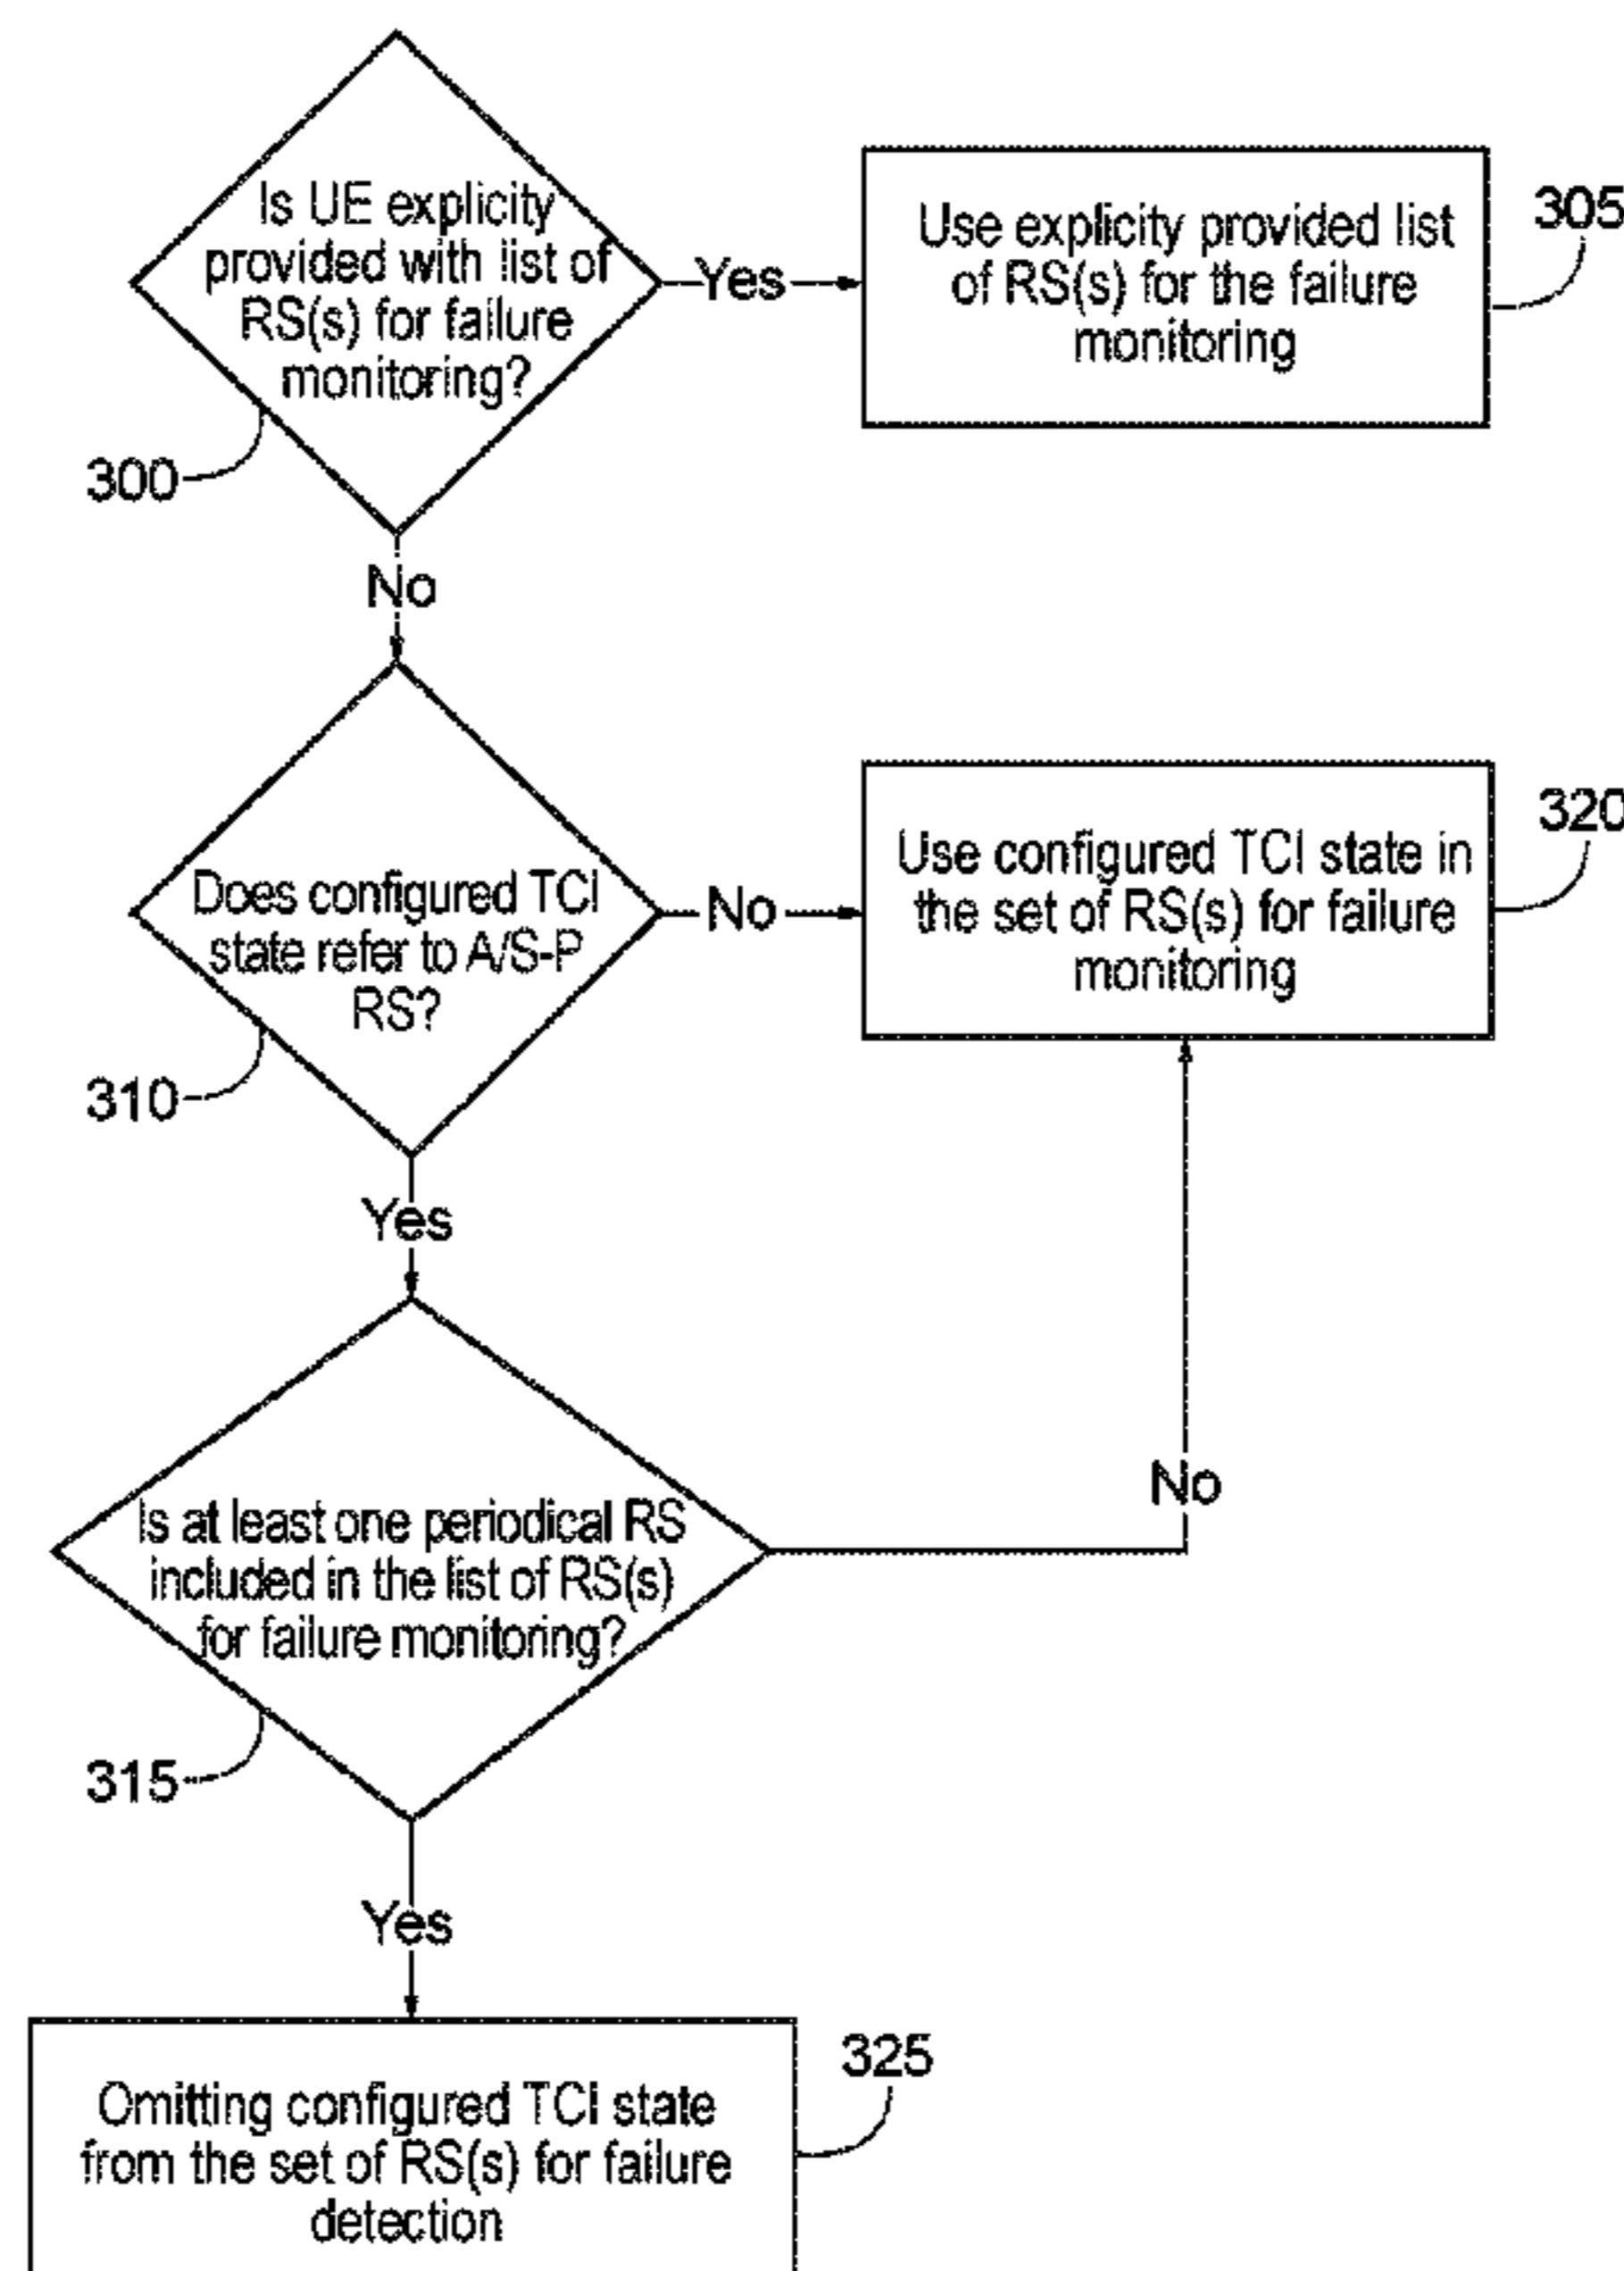 Is UE explicity
provided with list of
RS(s) for failure
monitoring?
300
Yes
Use explicity provided list
of RS(s) for the failure
monitoring
305
No
Does configured TCI
state refer to A/S-P
RS?
310
No
Use configured TCI state in
the set of RS(s) for failure
monitoring
320
Yes
Is at least one periodical RS
included in the list of RS(s)
for failure monitoring?
315
No
Yes
Omitting configured TCI state
from the set of RS(s) for failure
detection
325